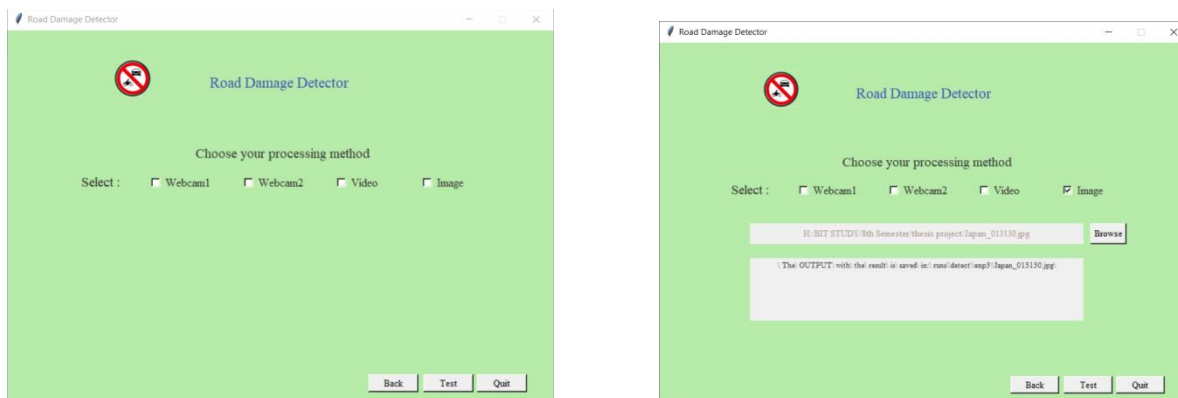 Road Damage Detector
Road Damage Detector
Choose your processing method
Select : Webcam1 Webcam2 Video Image
Back Test Quit
Road Damage Detector
Road Damage Detector
Choose your processing method
Select : Webcam1 Webcam2 Video Image
H:/BIT STUDY/8th Semester/thesis project/Japan_013130.jpg Browse
\ The\ OUTPUT\ with\ the\ result\ is\ saved\ in:\ runs\\detect\\exp3\\Japan_013130.jpg\
Back Test Quit